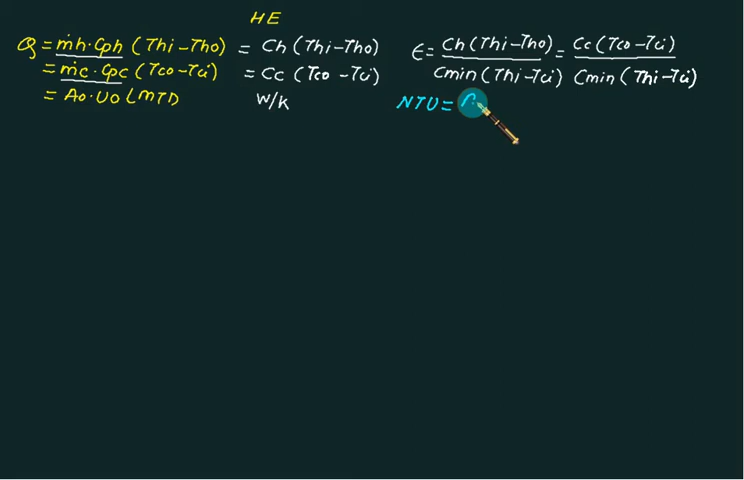 HE
Q = ṁh·Cph (Thi-Tho) = Ch (Thi-Tho)
= ṁc·Cpc (Tco-Tci) = Cc (Tco-Tci)
= Ao·Uo LMTD W/K
ϵ = Ch (Thi-Tho) / Cmin (Thi-Tci) = Cc (Tco-Tci) / Cmin (Thi-Tci)
NTU =